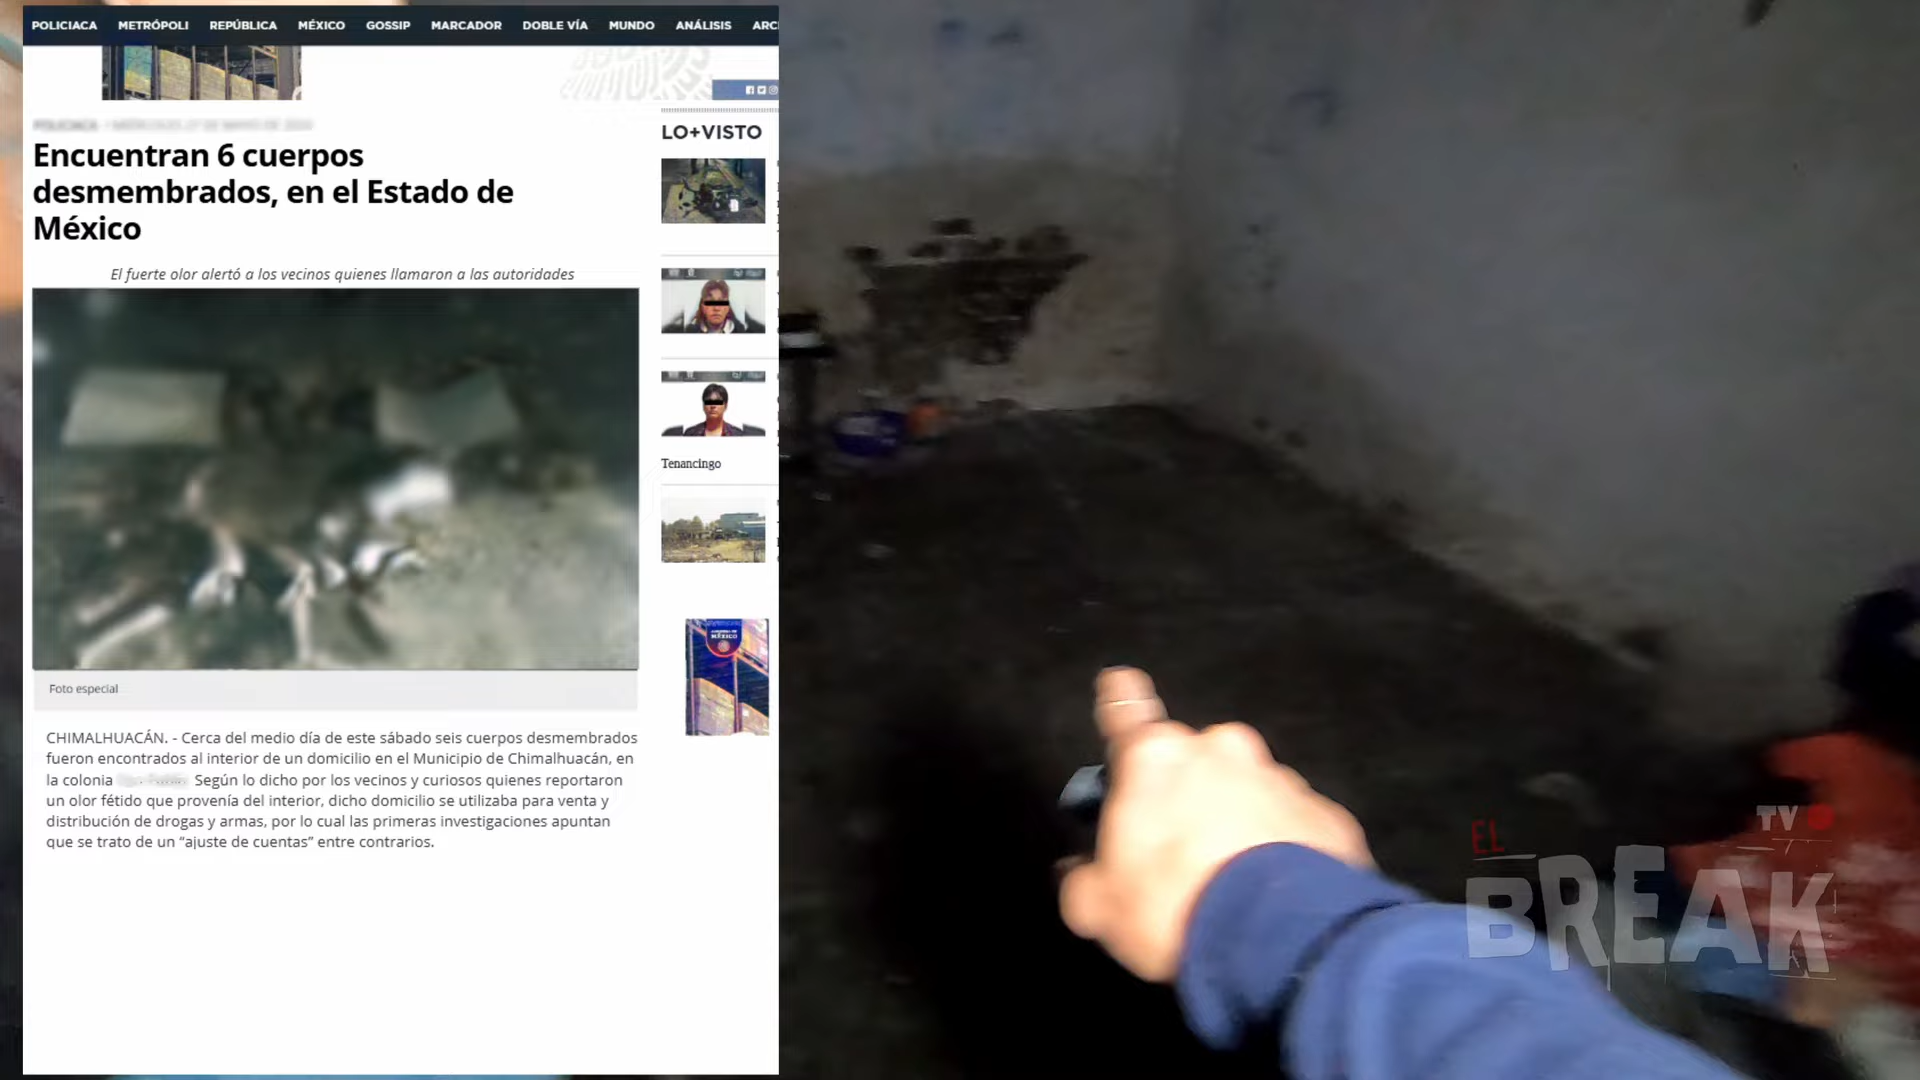 POLICIACA METRÓPOLI REPÚBLICA MÉXICO GOSSIP MARCADOR DOBLE VÍA MUNDO ANÁLISIS ARC
Encuentran 6 cuerpos
desmembrados, en el Estado de
México
El fuerte olor alertó a los vecinos quienes llamaron a las autoridades
Foto especial
CHIMALHUACÁN. - Cerca del medio día de este sábado seis cuerpos desmembrados
fueron encontrados al interior de un domicilio en el Municipio de Chimalhuacán, en
la colonia Según lo dicho por los vecinos y curiosos quienes reportaron
un olor fétido que provenía del interior, dicho domicilio se utilizaba para venta y
distribución de drogas y armas, por lo cual las primeras investigaciones apuntan
que se trato de un “ajuste de cuentas” entre contrarios.
LO+VISTO
Tenancingo
MÉXICO
EL
TV
BREAK